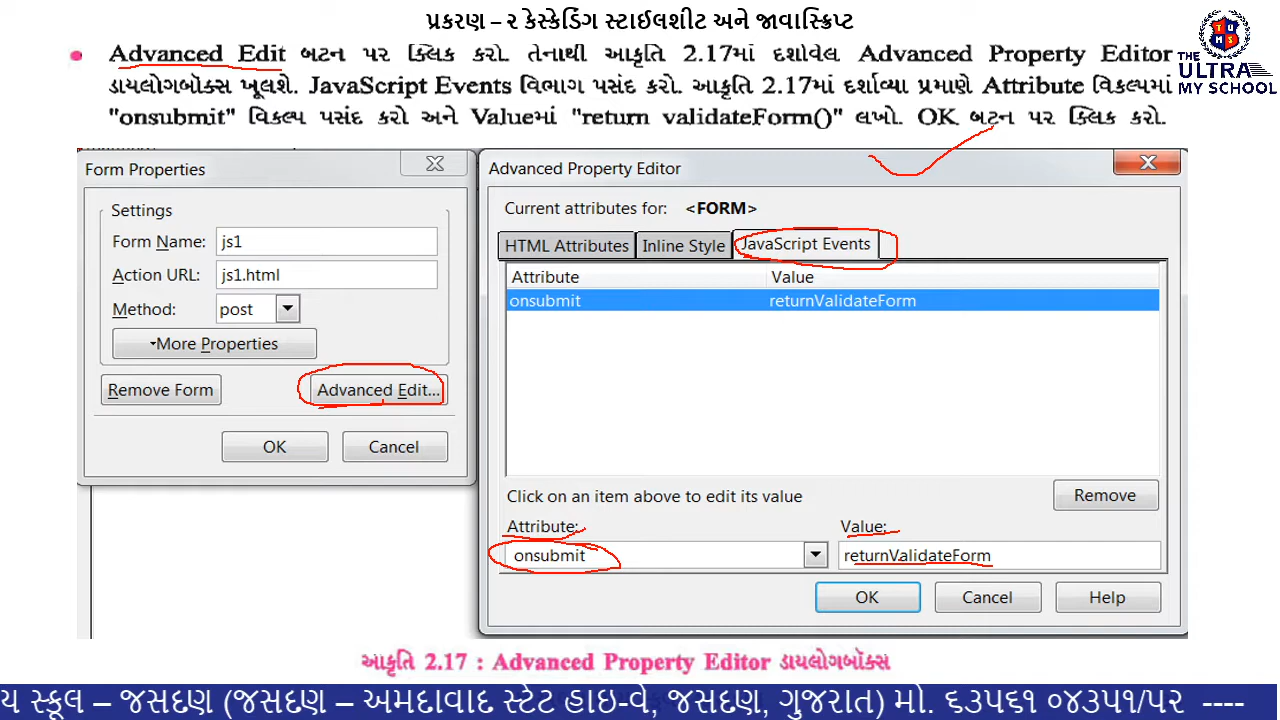 પ્રકરણ – ૨ કેસ્કેડિંગ સ્ટાઈલશીટ અને જાવાસ્ક્રિપ્ટ
Advanced Edit બટન પર ક્લિક કરો. તેનાથી આકૃતિ 2.17માં દર્શાવેલ Advanced Property Editor
ડાયલોગબૉક્સ ખૂલશે. JavaScript Events વિભાગ પસંદ કરો. આકૃતિ 2.17માં દર્શાવ્યા પ્રમાણે Attribute વિકલ્પમાં
"onsubmit" વિકલ્પ પસંદ કરો અને Valueમાં "return validateForm()" લખો. OK બટન પર ક્લિક કરો.
THE
ULTRA
MY SCHOOL
Form Properties
Settings
Form Name: js1
Action URL: js1.html
Method: post
More Properties
Remove Form Advanced Edit...
OK Cancel
Advanced Property Editor
Current attributes for: <FORM>
HTML Attributes Inline Style JavaScript Events
Attribute Value
onsubmit returnValidateForm
Click on an item above to edit its value Remove
Attribute: Value:
onsubmit returnValidateForm
OK Cancel Help
આકૃતિ 2.17 : Advanced Property Editor ડાયલોગબૉક્સ
ય સ્કૂલ – જસદણ (જસદણ – અમદાવાદ સ્ટેટ હાઇ-વે, જસદણ, ગુજરાત) મો. ૬૩૫૬૧ ૦૪૩૫૧/૫૨ ----